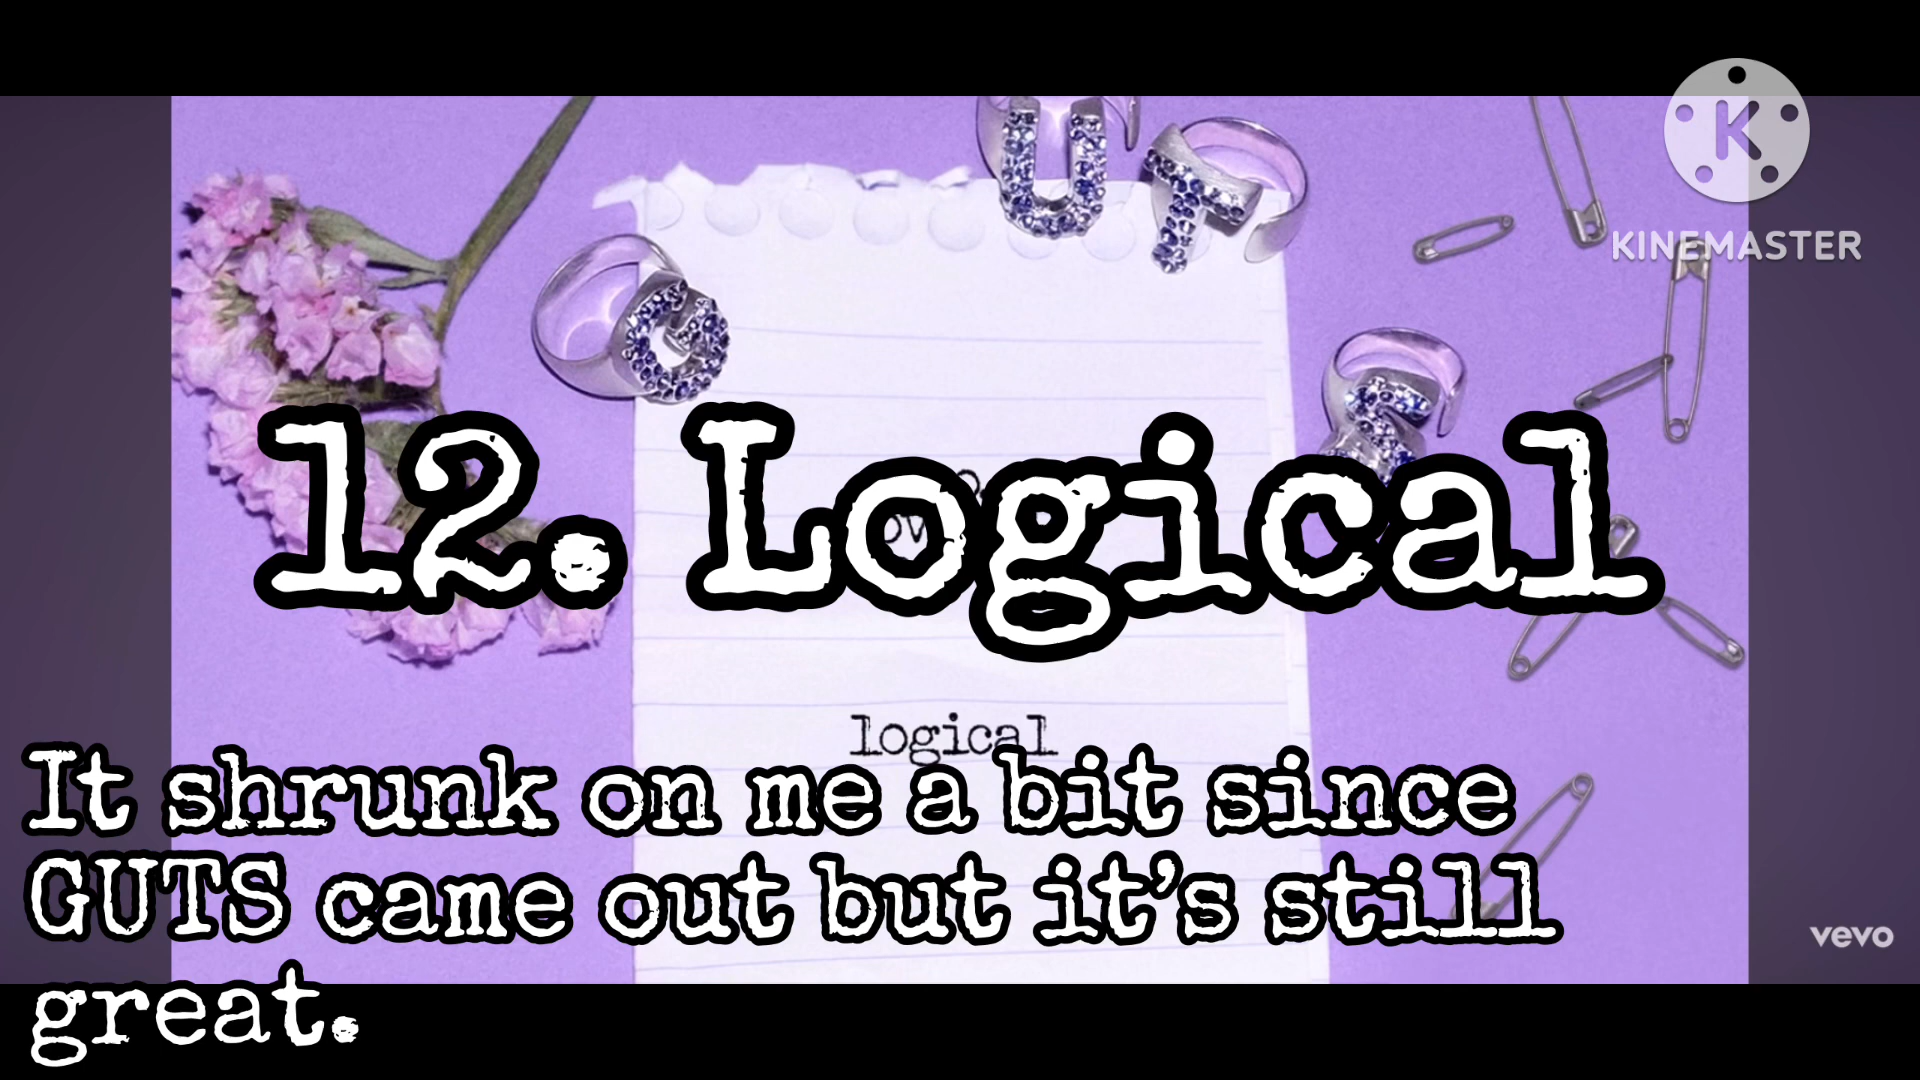 KINEMASTER
12. Logical
logical
It shrunk on me a bit since
GUTS came out but it's still
great.
vevo